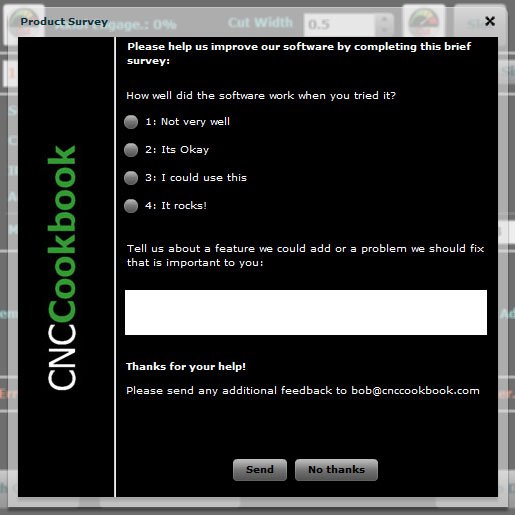 Engage.: 0%
Cut Width
0.5
Product Survey
Please help us improve our software by completing this brief
survey:
How well did the software work when you tried it?
1: Not very well
2: Its Okay
3: I could use this
4: It rocks!
Tell us about a feature we could add or a problem we should fix
that is important to you:
CNCCookbook
Thanks for your help!
Please send any additional feedback to bob@cnccookbook.com
Send
No thanks